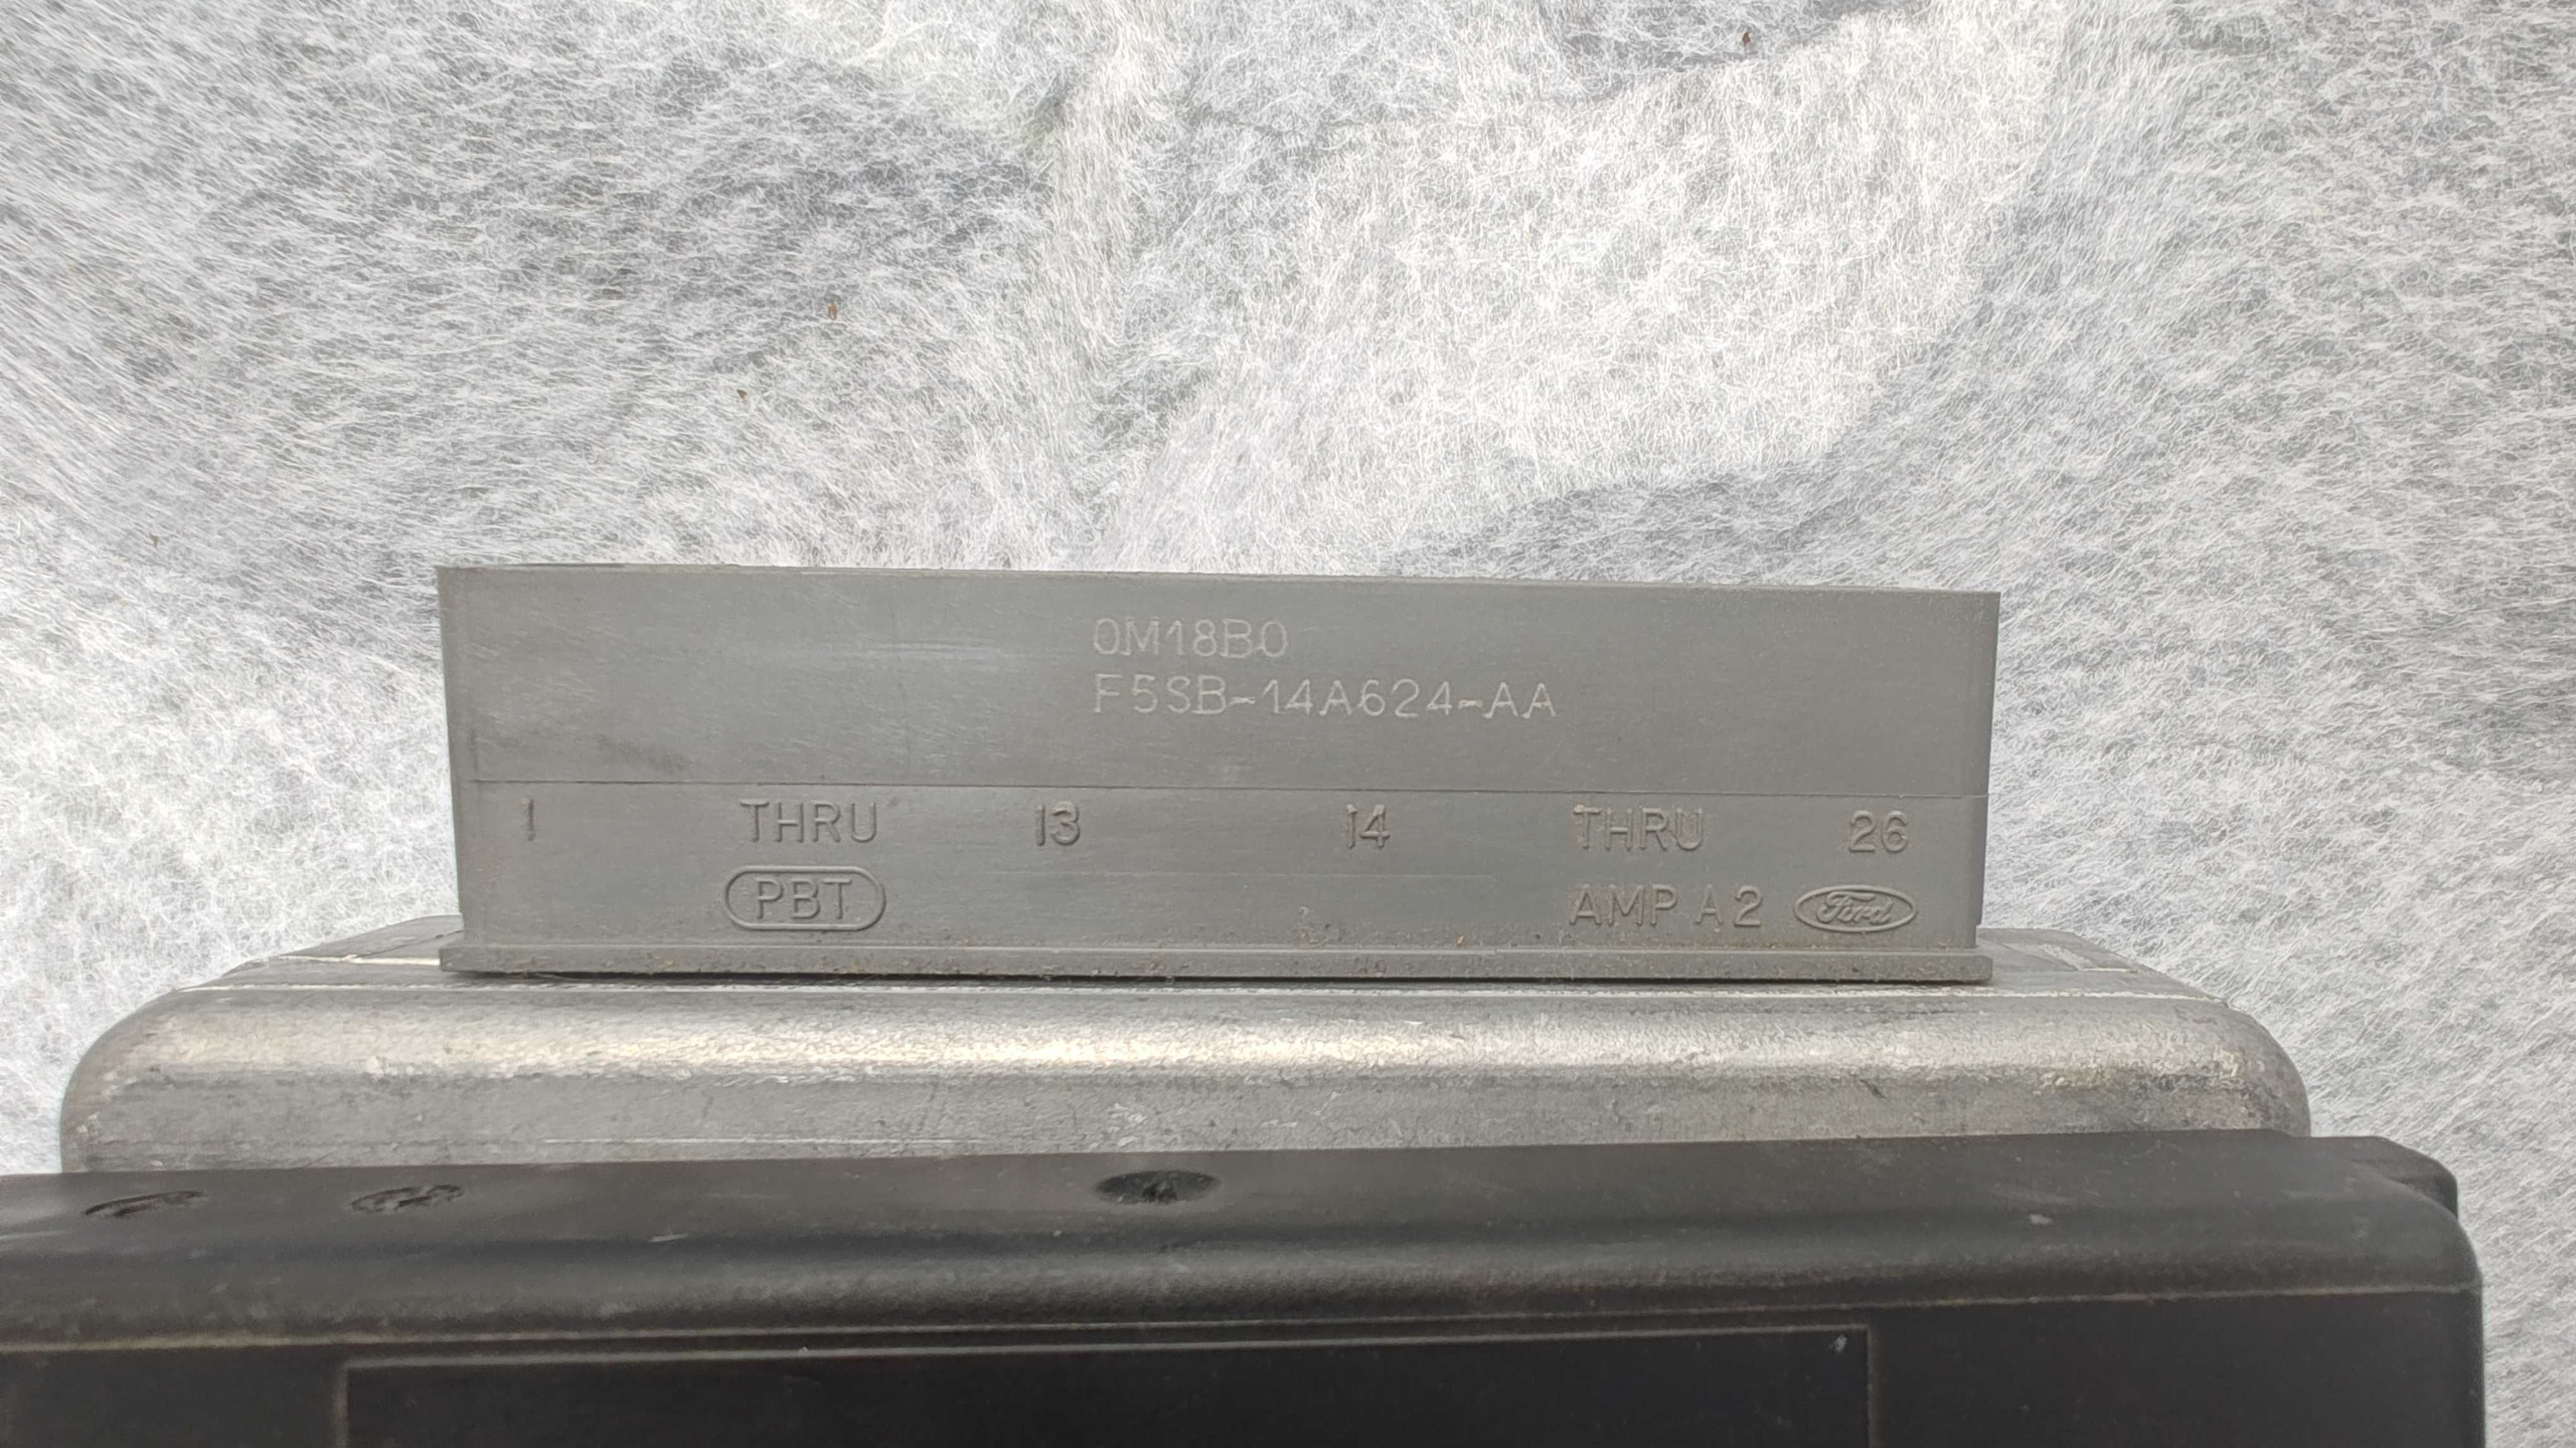 0M18B0
F5SB-14A624-AA
1 THRU 13 14 THRU 26
PBT AMP A2 Ford